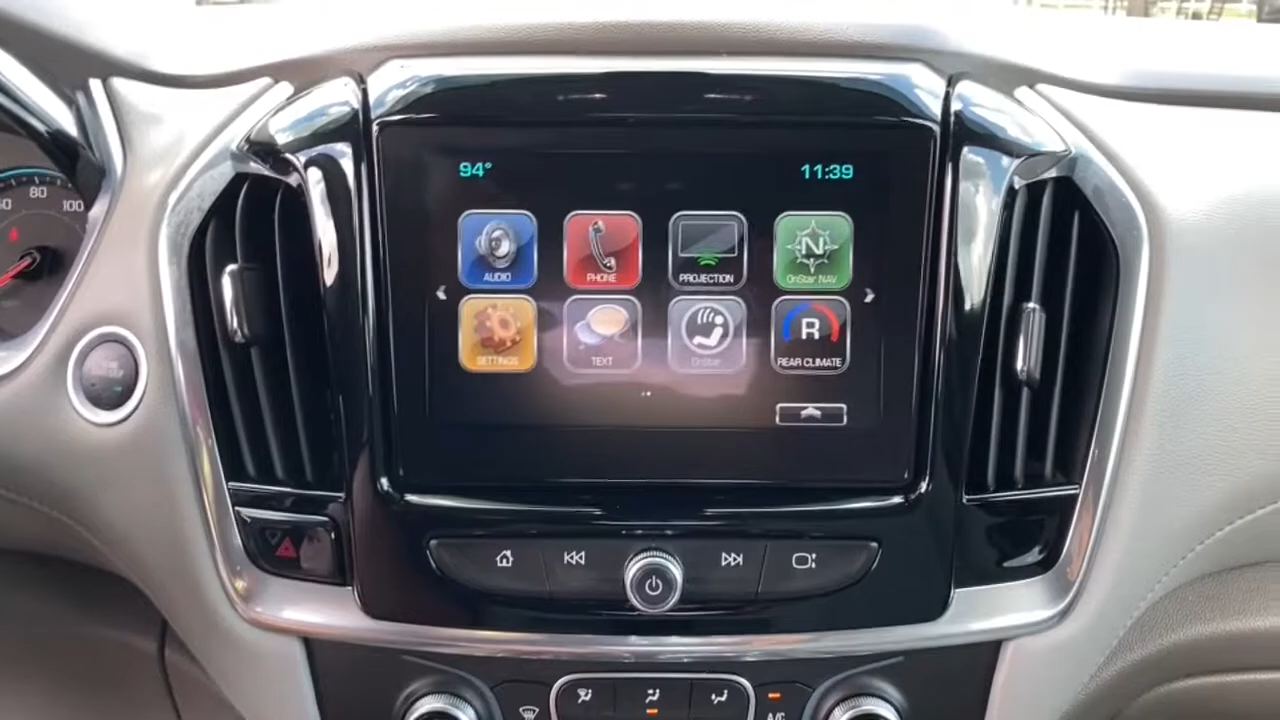 94° 11:39
AUDIO PHONE PROJECTION OnStar NAV
N
SETTINGS TEXT OnStar REAR CLIMATE
R
80
100
A/C